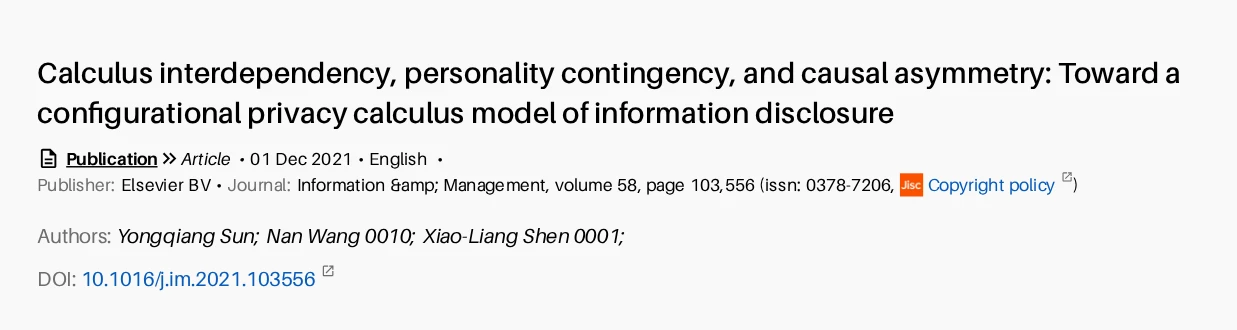 Calculus interdependency, personality contingency, and causal asymmetry: Toward a
configurational privacy calculus model of information disclosure
Publication » Article • 01 Dec 2021 • English •
Publisher: Elsevier BV • Journal: Information &amp; Management, volume 58, page 103,556 (issn: 0378-7206, Jisc Copyright policy )
Authors: Yongqiang Sun; Nan Wang 0010; Xiao-Liang Shen 0001;
DOI: 10.1016/j.im.2021.103556